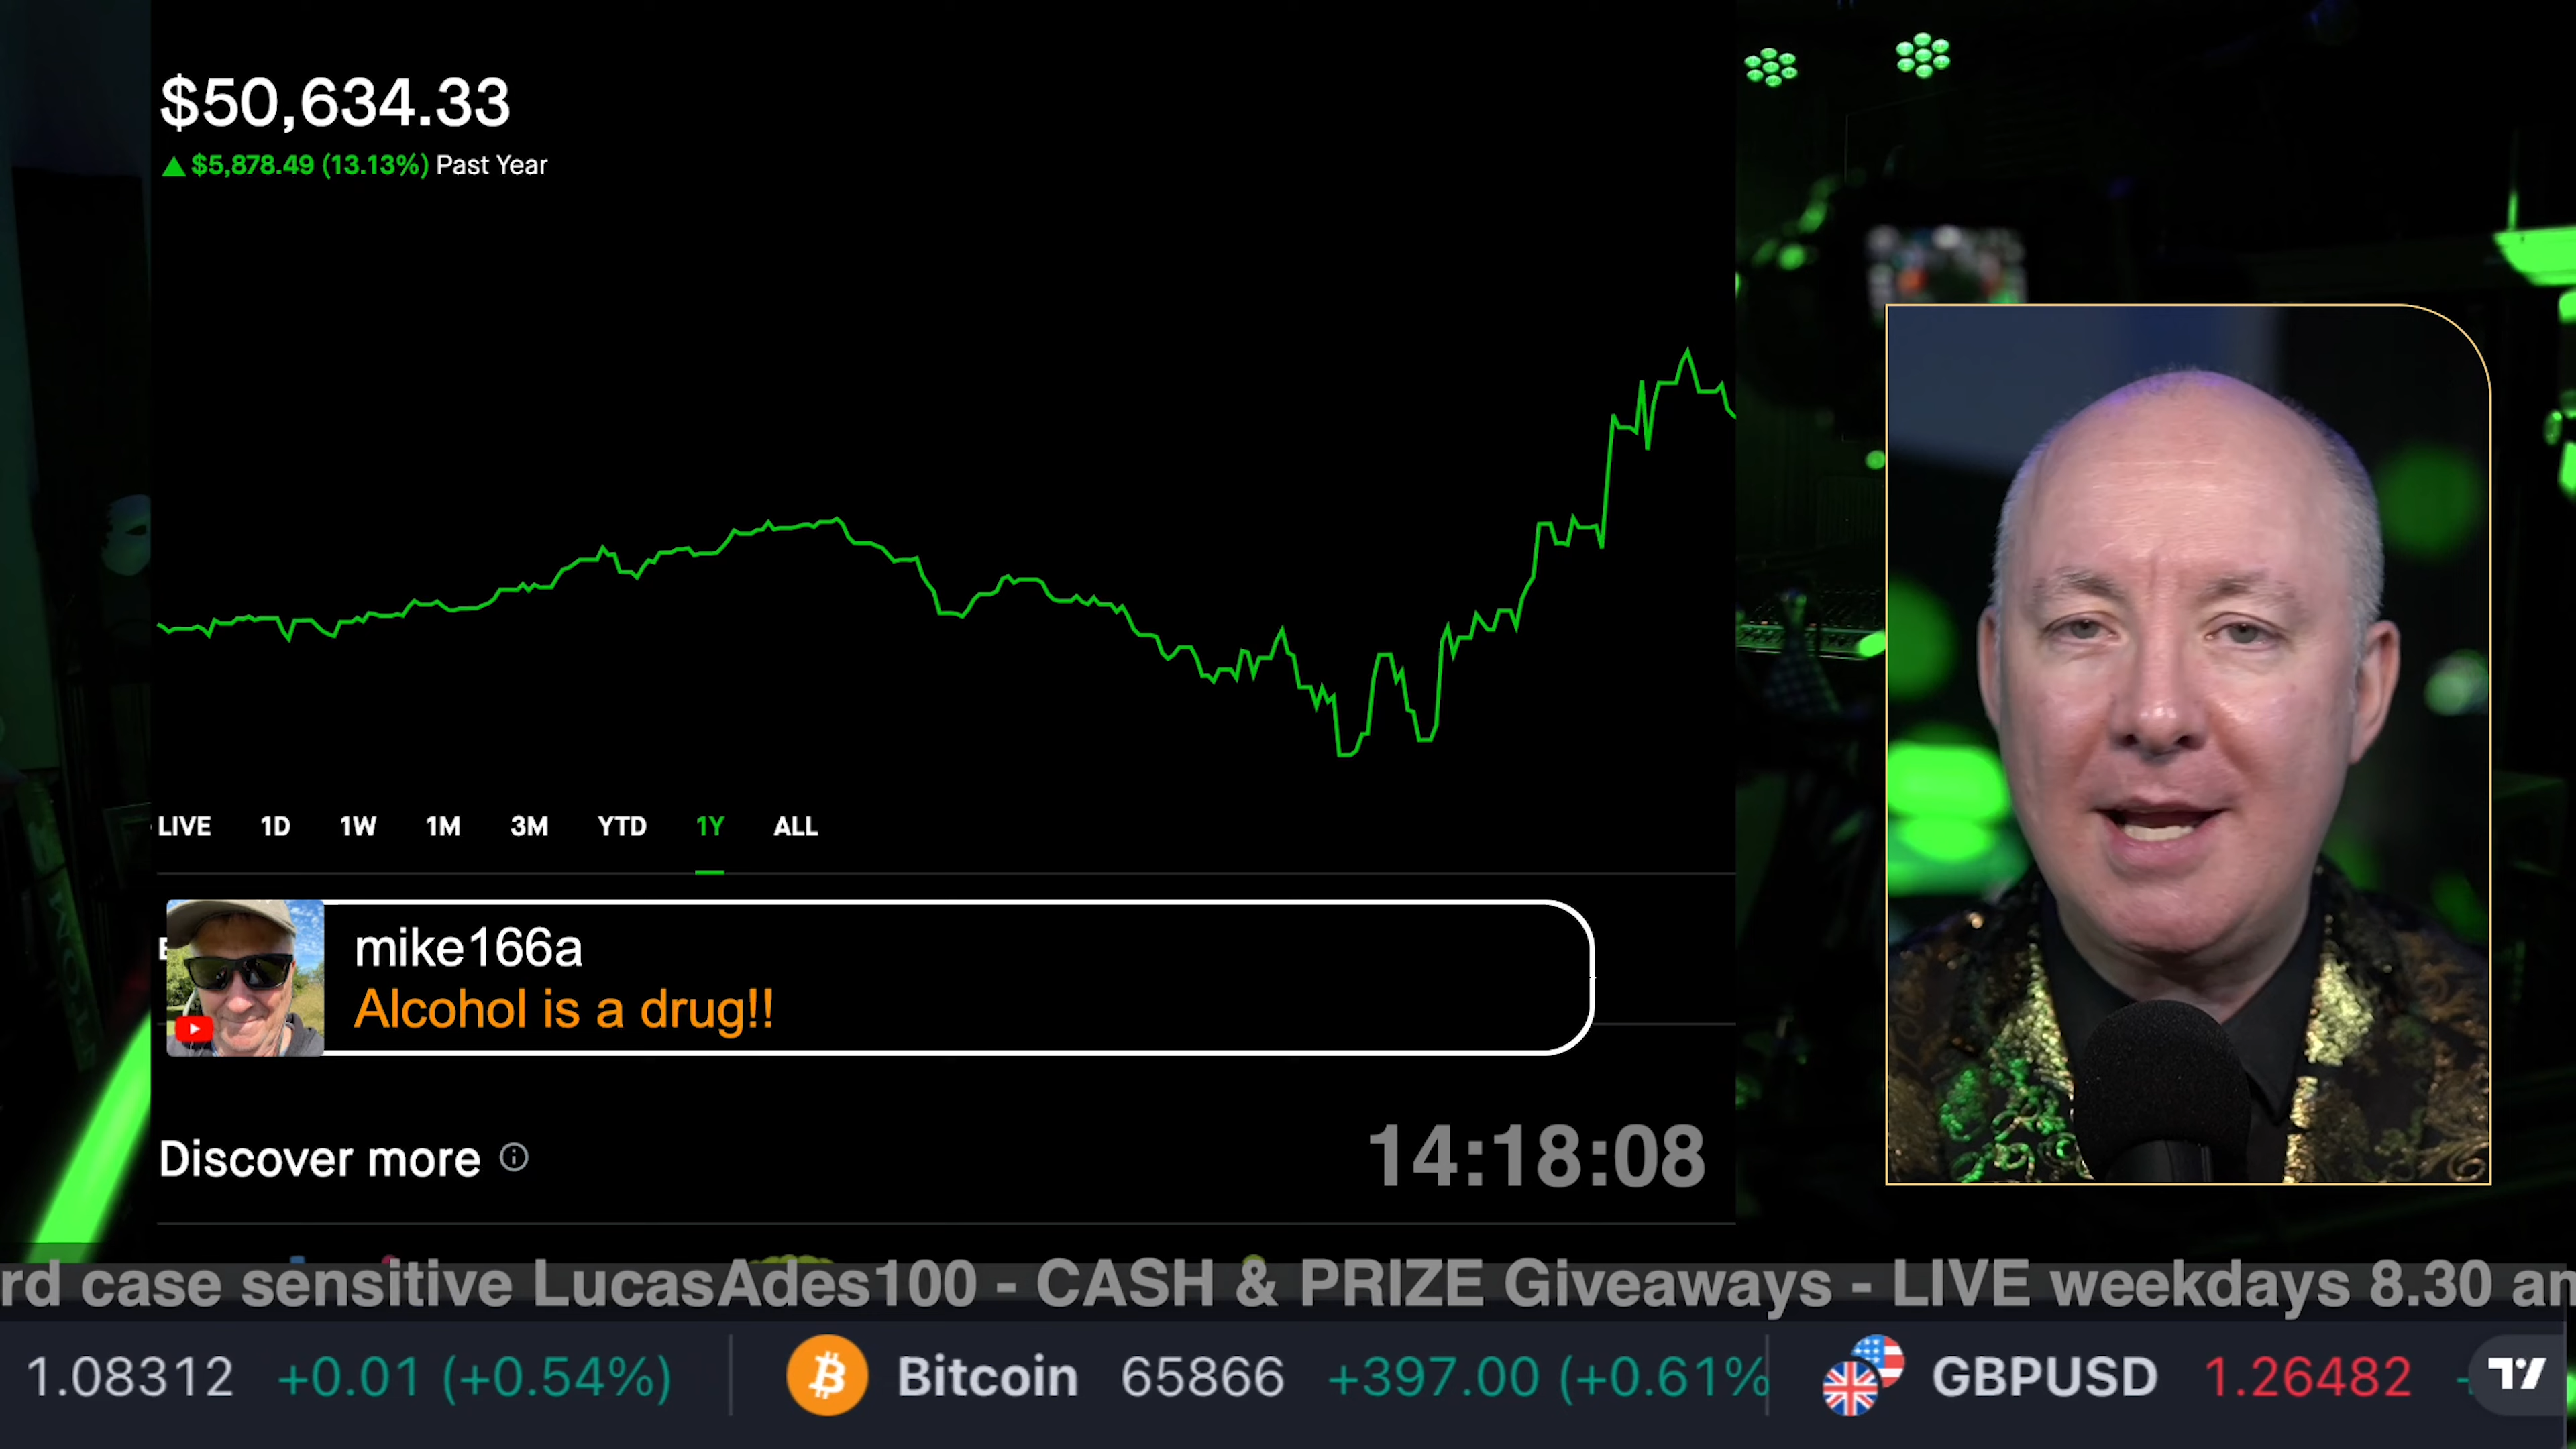 $50,634.33
▲ $5,878.49 (13.13%) Past Year
LIVE 1D 1W 1M 3M YTD 1Y ALL
mike166a
Alcohol is a drug!!
Discover more
14:18:08
rd case sensitive LucasAdes100 - CASH & PRIZE Giveaways - LIVE weekdays 8.30 an
1.08312 +0.01 (+0.54%) Bitcoin 65866 +397.00 (+0.61% GBPUSD 1.26482